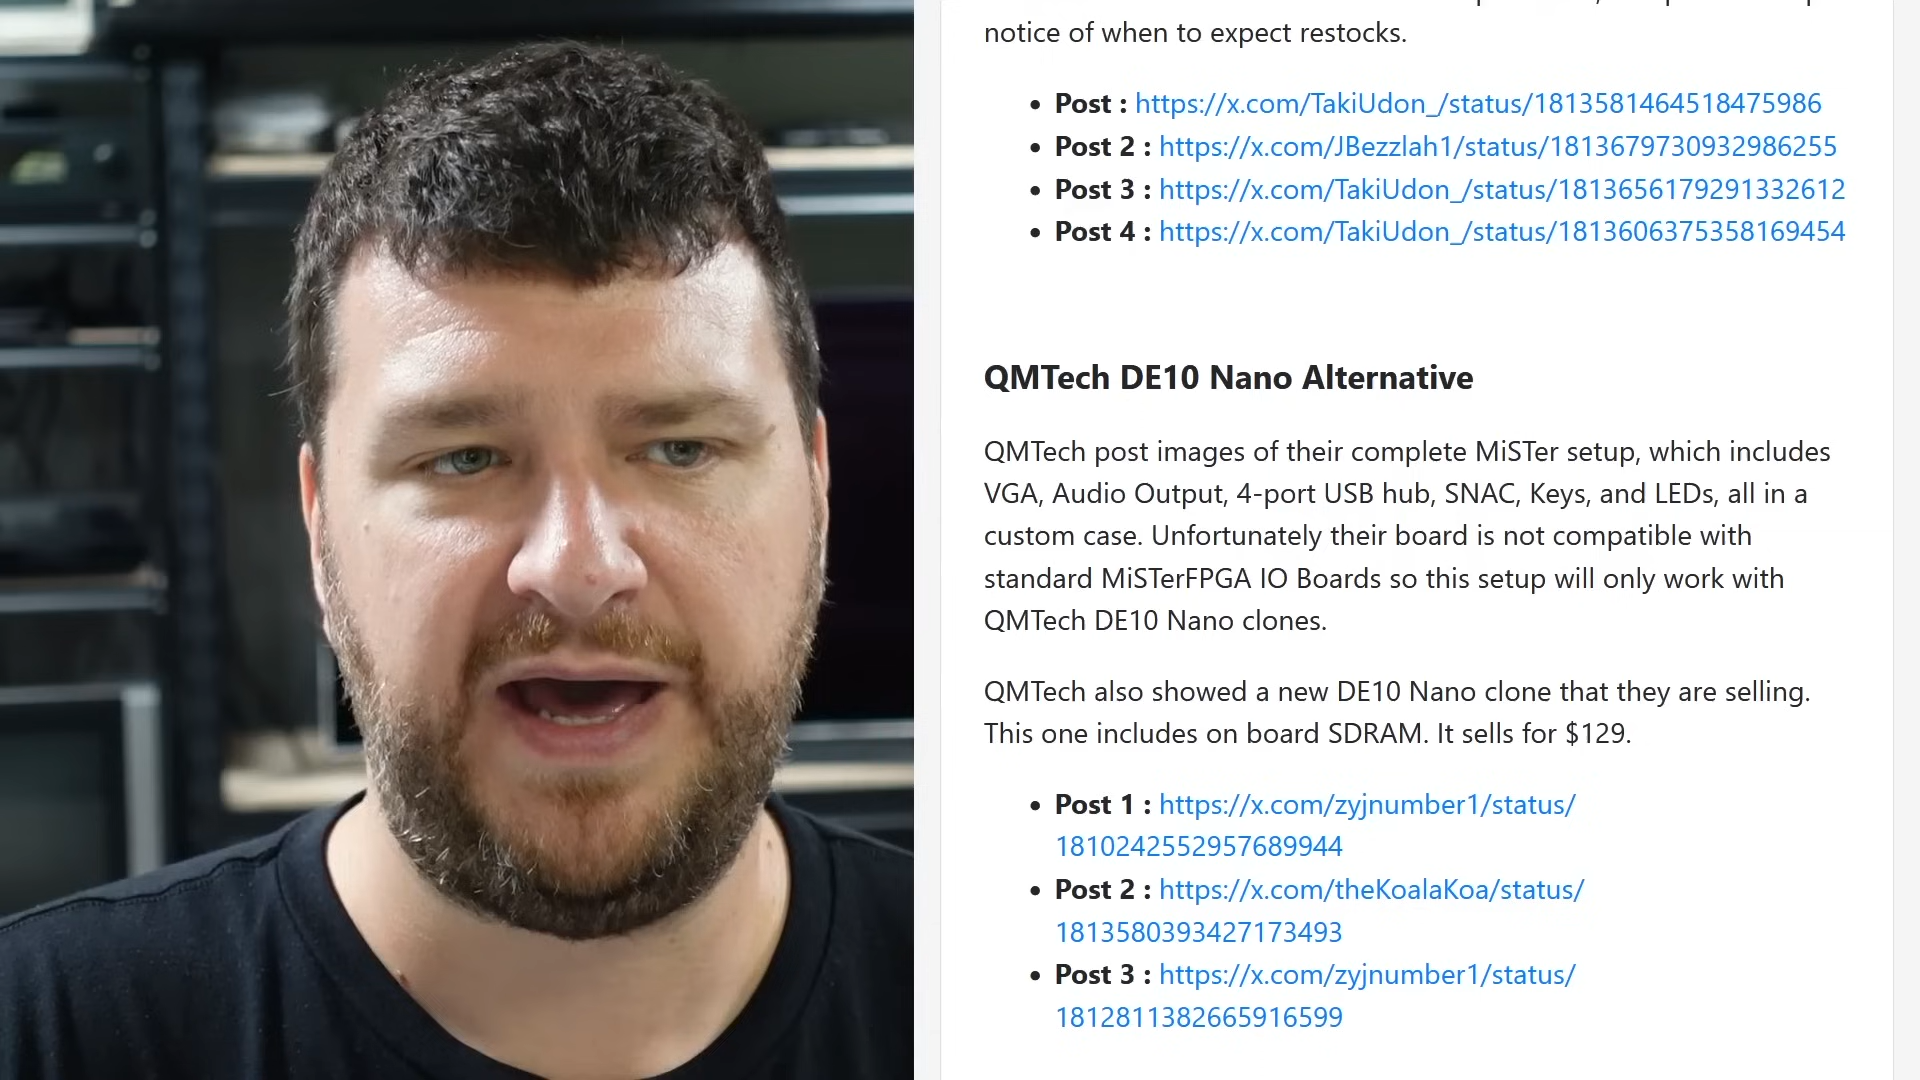 notice of when to expect restocks.
• Post : https://x.com/TakiUdon_/status/1813581464518475986
• Post 2 : https://x.com/JBezzlah1/status/1813679730932986255
• Post 3 : https://x.com/TakiUdon_/status/1813656179291332612
• Post 4 : https://x.com/TakiUdon_/status/1813606375358169454
QMTech DE10 Nano Alternative
QMTech post images of their complete MiSTer setup, which includes
VGA, Audio Output, 4-port USB hub, SNAC, Keys, and LEDs, all in a
custom case. Unfortunately their board is not compatible with
standard MiSTerFPGA IO Boards so this setup will only work with
QMTech DE10 Nano clones.
QMTech also showed a new DE10 Nano clone that they are selling.
This one includes on board SDRAM. It sells for $129.
• Post 1 : https://x.com/zyjnumber1/status/
1810242552957689944
• Post 2 : https://x.com/theKoalaKoa/status/
1813580393427173493
• Post 3 : https://x.com/zyjnumber1/status/
1812811382665916599